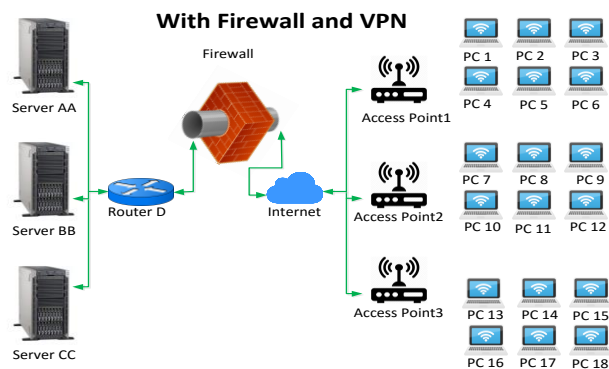 With Firewall and VPN
Firewall
Server AA
Server BB
Server CC
Router D
Internet
Access Point1
Access Point2
Access Point3
PC 1 PC 2 PC 3
PC 4 PC 5 PC 6
PC 7 PC 8 PC 9
PC 10 PC 11 PC 12
PC 13 PC 14 PC 15
PC 16 PC 17 PC 18